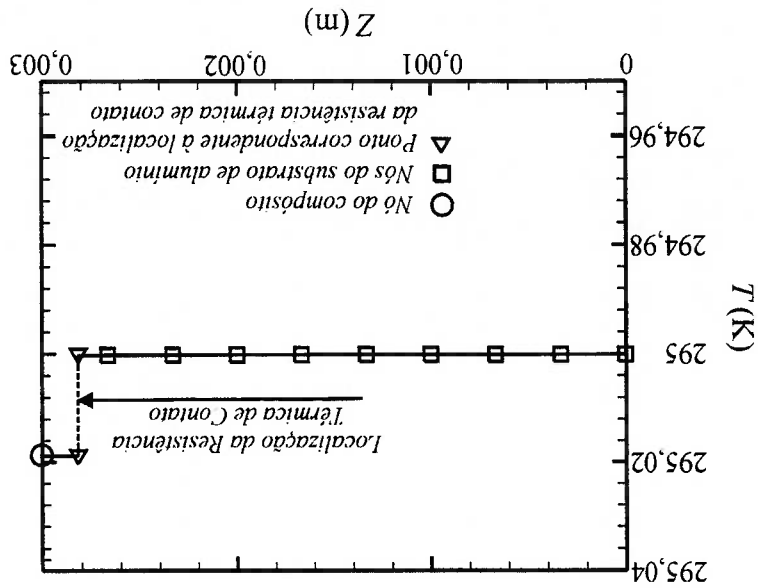 Z (m)
0,003
0,002
0,001
0
da resistência térmica de contato
Ponto correspondente à localização
Nós do substrato de alumínio
Nó do compósito
294,96
294,98
T (K)
295
Térmica de Contato
Localização da Resistência
295,02
295,04